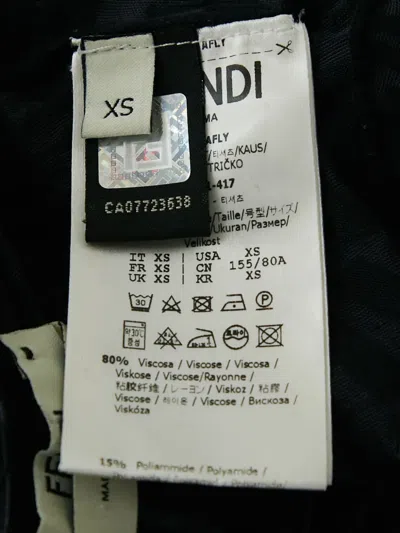 XS
CA07723638
AFLY
NDI
MA
AFLY
티셔츠/KAUS/
TRIČKO
-417
- 티셔츠
/Taille/号型/サイズ/
Ukuran/Размер/
Velikost
IT XS USA XS
FR XS CN 155/80A
UK XS KR XS
30
80% Viscosa / Viscose / Viscosa /
Viskose / Viscose/Rayonne /
粘胶纤维 / レーヨン / Viskoz / 粘膠 /
Viscose / 레이온 / Viscose / Вискоза /
Viskóza
15% Poliammide / Polyamide /